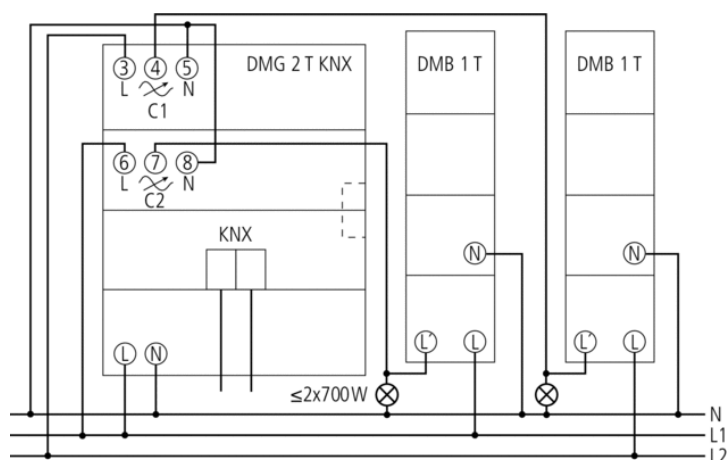 3 4 5 DMG 2 T KNX DMB 1 T DMB 1 T
L N
C1
6 7 8
L N
C2
KNX
N N
L N L´ L L´ L
≤2x700W
N
L1
L2